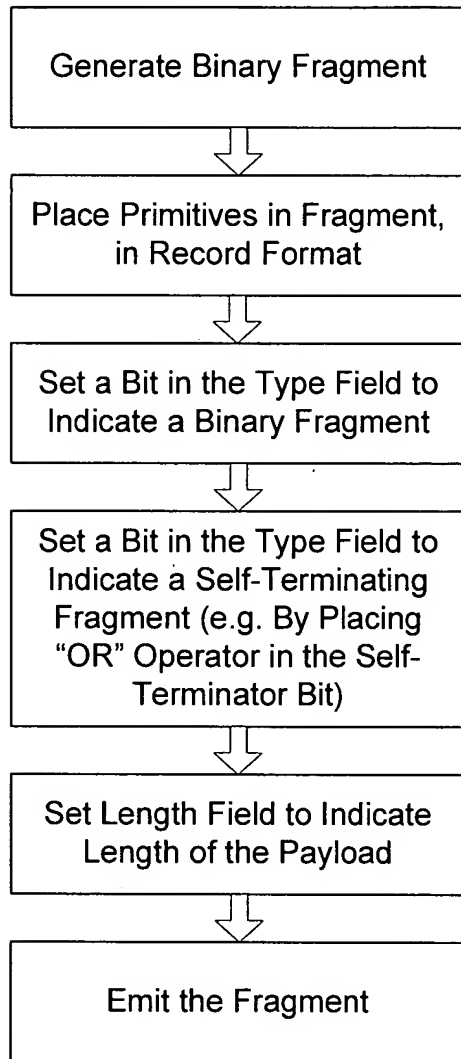 Generate Binary Fragment
Place Primitives in Fragment,
in Record Format
Set a Bit in the Type Field to
Indicate a Binary Fragment
Set a Bit in the Type Field to
Indicate a Self-Terminating
Fragment (e.g. By Placing
“OR” Operator in the Self-
Terminator Bit)
Set Length Field to Indicate
Length of the Payload
Emit the Fragment